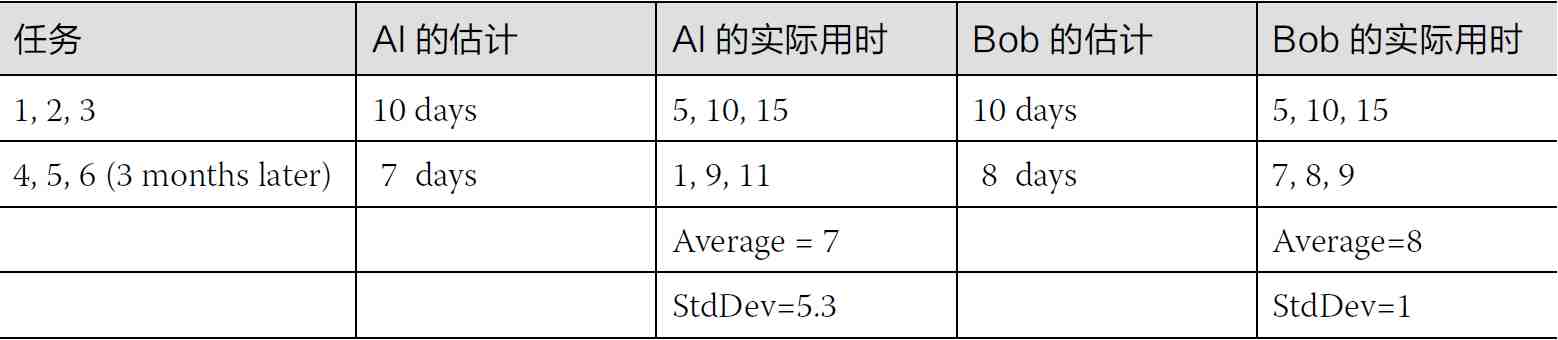 任务 Al 的估计 Al 的实际用时 Bob 的估计 Bob 的实际用时
1, 2, 3 10 days 5, 10, 15 10 days 5, 10, 15
4, 5, 6 (3 months later) 7 days 1, 9, 11 8 days 7, 8, 9
Average = 7 Average=8
StdDev=5.3 StdDev=1